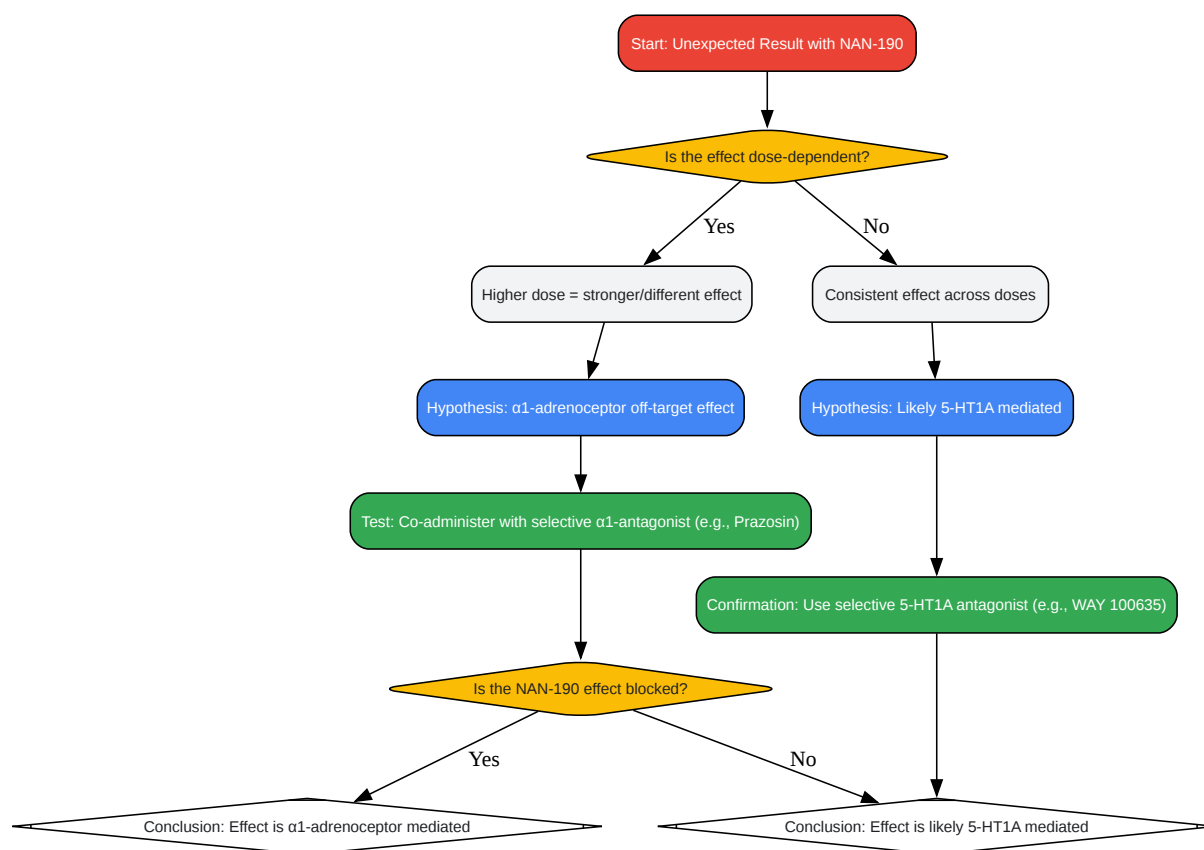 Start: Unexpected Result with NAN-190
Is the effect dose-dependent?
Yes
No
Higher dose = stronger/different effect
Consistent effect across doses
Hypothesis: α1-adrenoceptor off-target effect
Hypothesis: Likely 5-HT1A mediated
Test: Co-administer with selective α1-antagonist (e.g., Prazosin)
Confirmation: Use selective 5-HT1A antagonist (e.g., WAY 100635)
Is the NAN-190 effect blocked?
Yes
No
Conclusion: Effect is α1-adrenoceptor mediated
Conclusion: Effect is likely 5-HT1A mediated